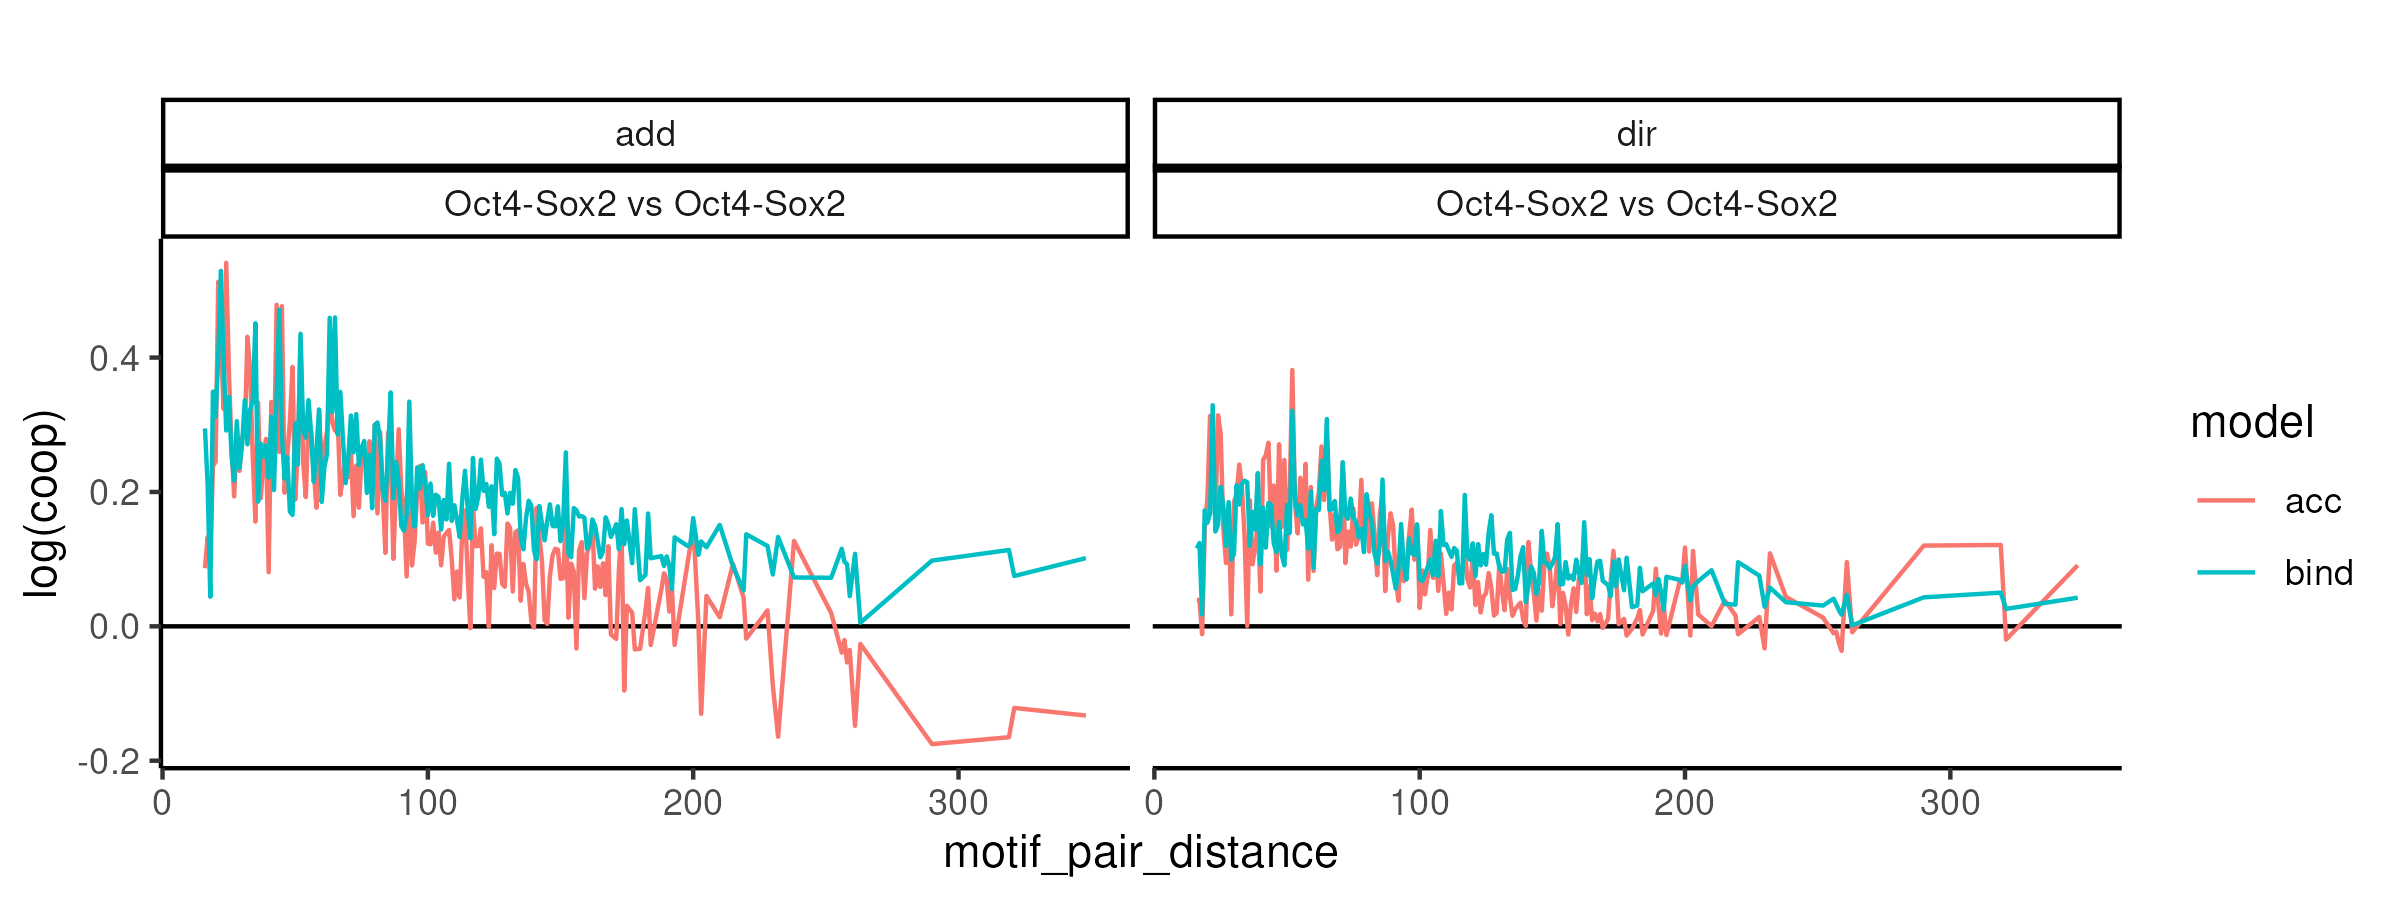 add
dir
Oct4-Sox2 vs Oct4-Sox2
Oct4-Sox2 vs Oct4-Sox2
0.4
0.2
0.0
-0.2
log(coop)
0
100
200
300
0
100
200
300
motif_pair_distance
model
acc
bind